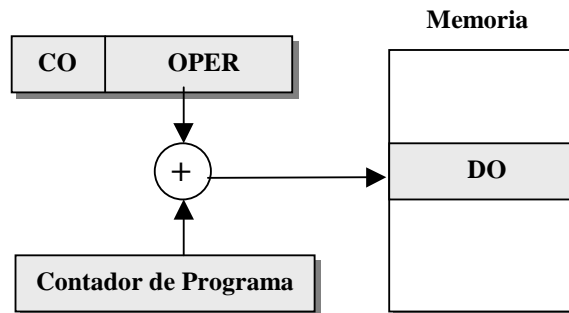 Memoria
CO
OPER
+
DO
Contador de Programa